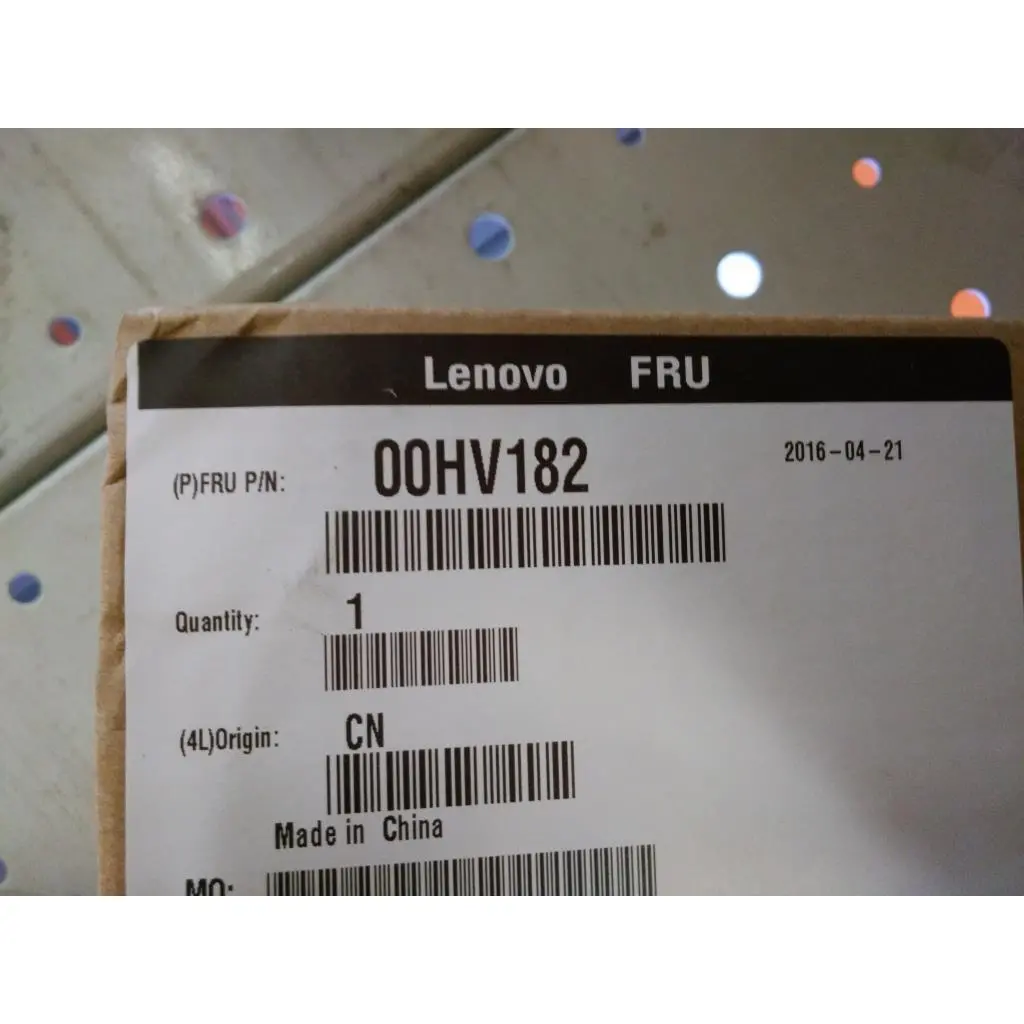 Lenovo FRU
(P)FRU P/N: 00HV182 2016-04-21
Quantity: 1
(4L)Origin: CN
Made in China
MO: